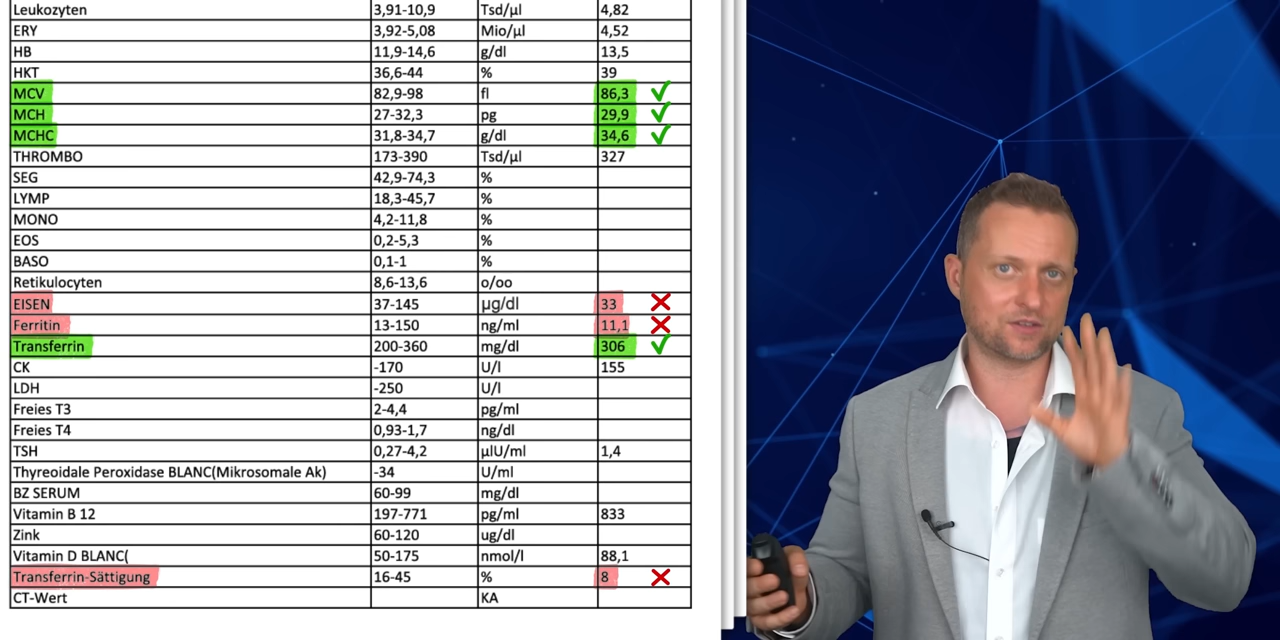 Leukozyten 3,91-10,9 Tsd/µl 4,82
ERY 3,92-5,08 Mio/µl 4,52
HB 11,9-14,6 g/dl 13,5
HKT 36,6-44 % 39
MCV 82,9-98 fl 86,3
MCH 27-32,3 pg 29,9
MCHC 31,8-34,7 g/dl 34,6
THROMBO 173-390 Tsd/µl 327
SEG 42,9-74,3 %
LYMP 18,3-45,7 %
MONO 4,2-11,8 %
EOS 0,2-5,3 %
BASO 0,1-1 %
Retikulocyten 8,6-13,6 o/oo
EISEN 37-145 µg/dl 33
Ferritin 13-150 ng/ml 11,1
Transferrin 200-360 mg/dl 306
CK -170 U/l 155
LDH -250 U/l
Freies T3 2-4,4 pg/ml
Freies T4 0,93-1,7 ng/dl
TSH 0,27-4,2 µlU/ml 1,4
Thyreoidale Peroxidase BLANC(Mikrosomale Ak) -34 U/ml
BZ SERUM 60-99 mg/dl
Vitamin B 12 197-771 pg/ml 833
Zink 60-120 ug/dl
Vitamin D BLANC( 50-175 nmol/l 88,1
Transferrin-Sättigung 16-45 % 8
CT-Wert KA